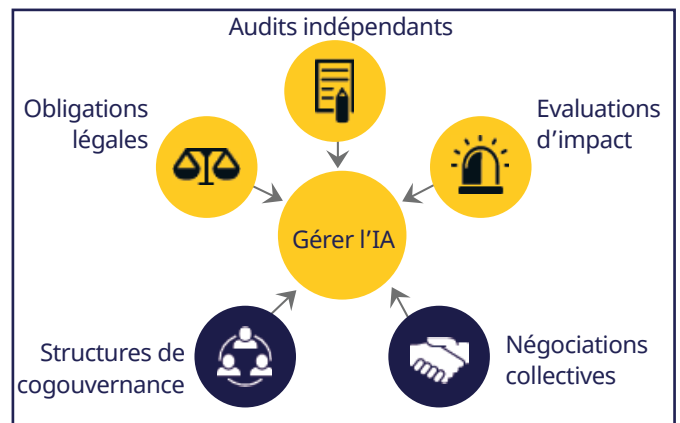 Audits indépendants
Obligations
légales
Evaluations
d’impact
Gérer l’IA
Structures de
cogouvernance
Négociations
collectives